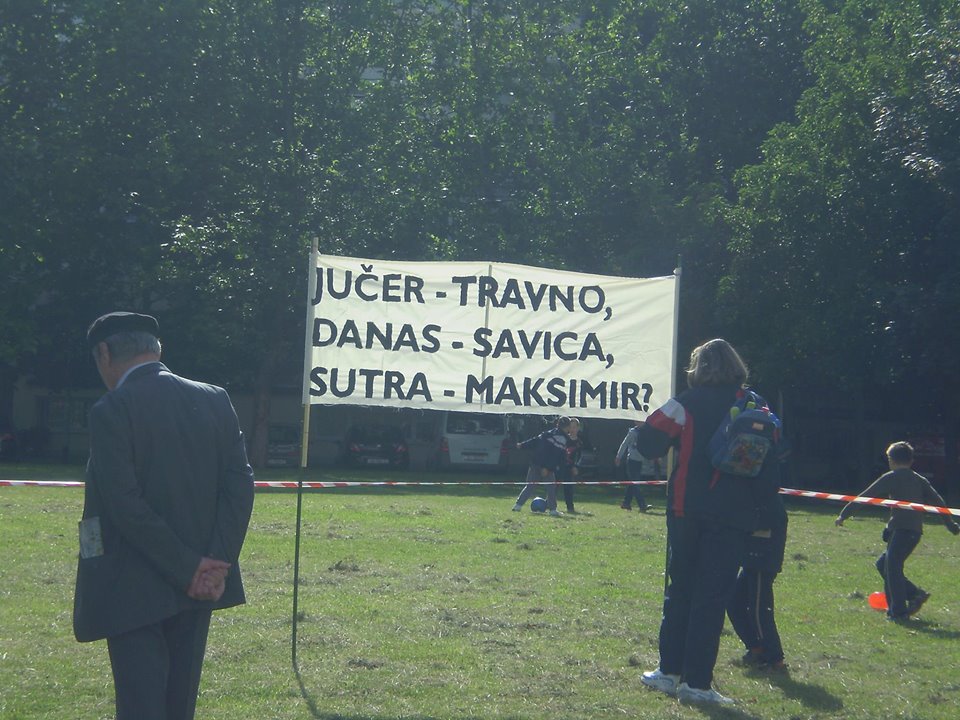 JUČER - TRAVNO,
DANAS - SAVICA,
SUTRA - MAKSIMIR?